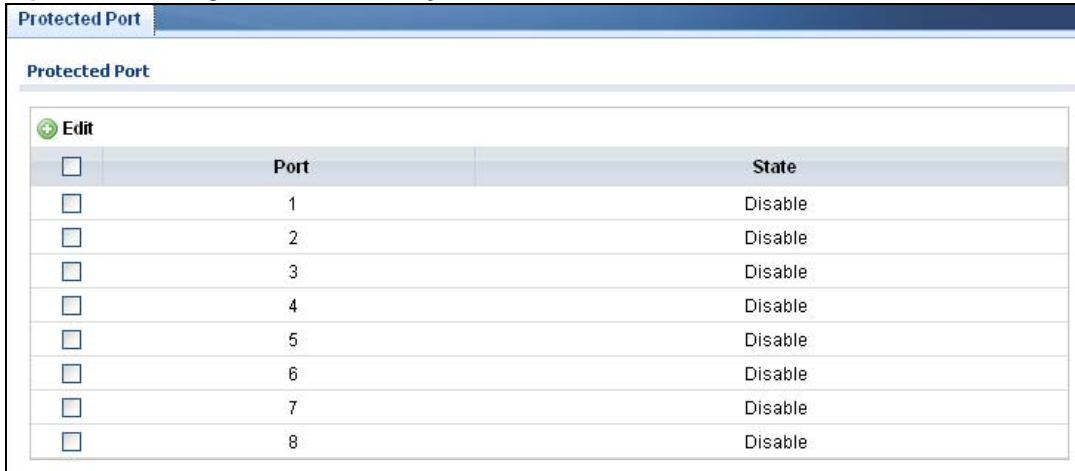 Protected Port
Protected Port
Edit
Port State
1 Disable
2 Disable
3 Disable
4 Disable
5 Disable
6 Disable
7 Disable
8 Disable